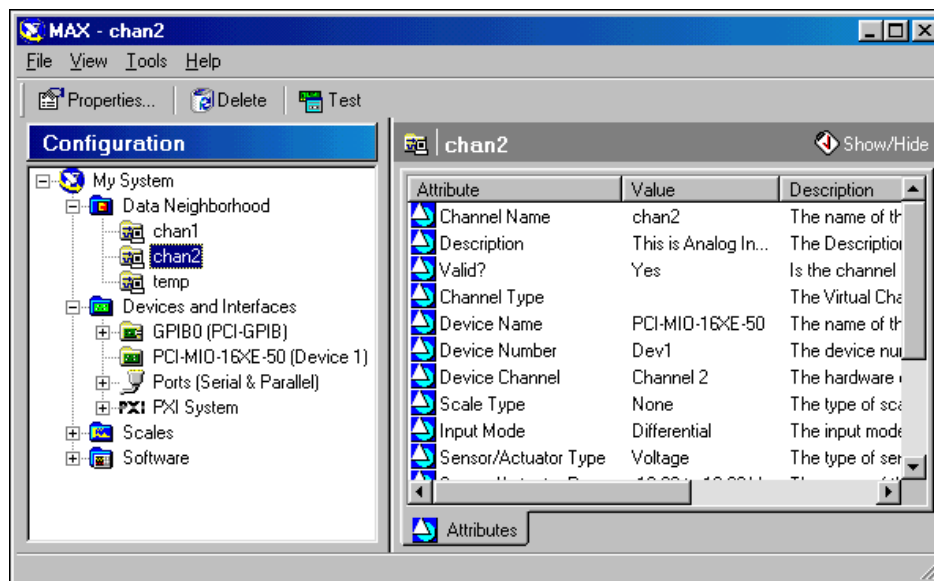 MAX - chan2
File View Tools Help
Properties... Delete Test
Configuration
My System
Data Neighborhood
chan1
chan2
temp
Devices and Interfaces
GPIB0 (PCI-GPIB)
PCI-MIO-16XE-50 (Device 1)
Ports (Serial & Parallel)
PXI PXI System
Scales
Software
chan2 Show/Hide
Attribute Value Description
Channel Name chan2 The name of th
Description This is Analog In... The Description
Valid? Yes Is the channel
Channel Type The Virtual Cha
Device Name PCI-MIO-16XE-50 The name of th
Device Number Dev1 The device nur
Device Channel Channel 2 The hardware
Scale Type None The type of sca
Input Mode Differential The input mode
Sensor/Actuator Type Voltage The type of ser
Attributes